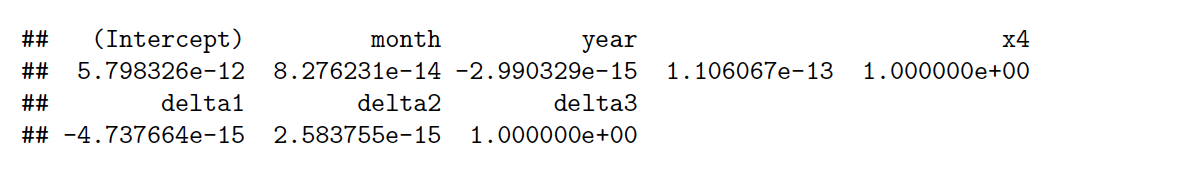 ## (Intercept) month year x4
## 5.798326e-12 8.276231e-14 -2.990329e-15 1.106067e-13 1.000000e+00
## delta1 delta2 delta3
## -4.737664e-15 2.583755e-15 1.000000e+00